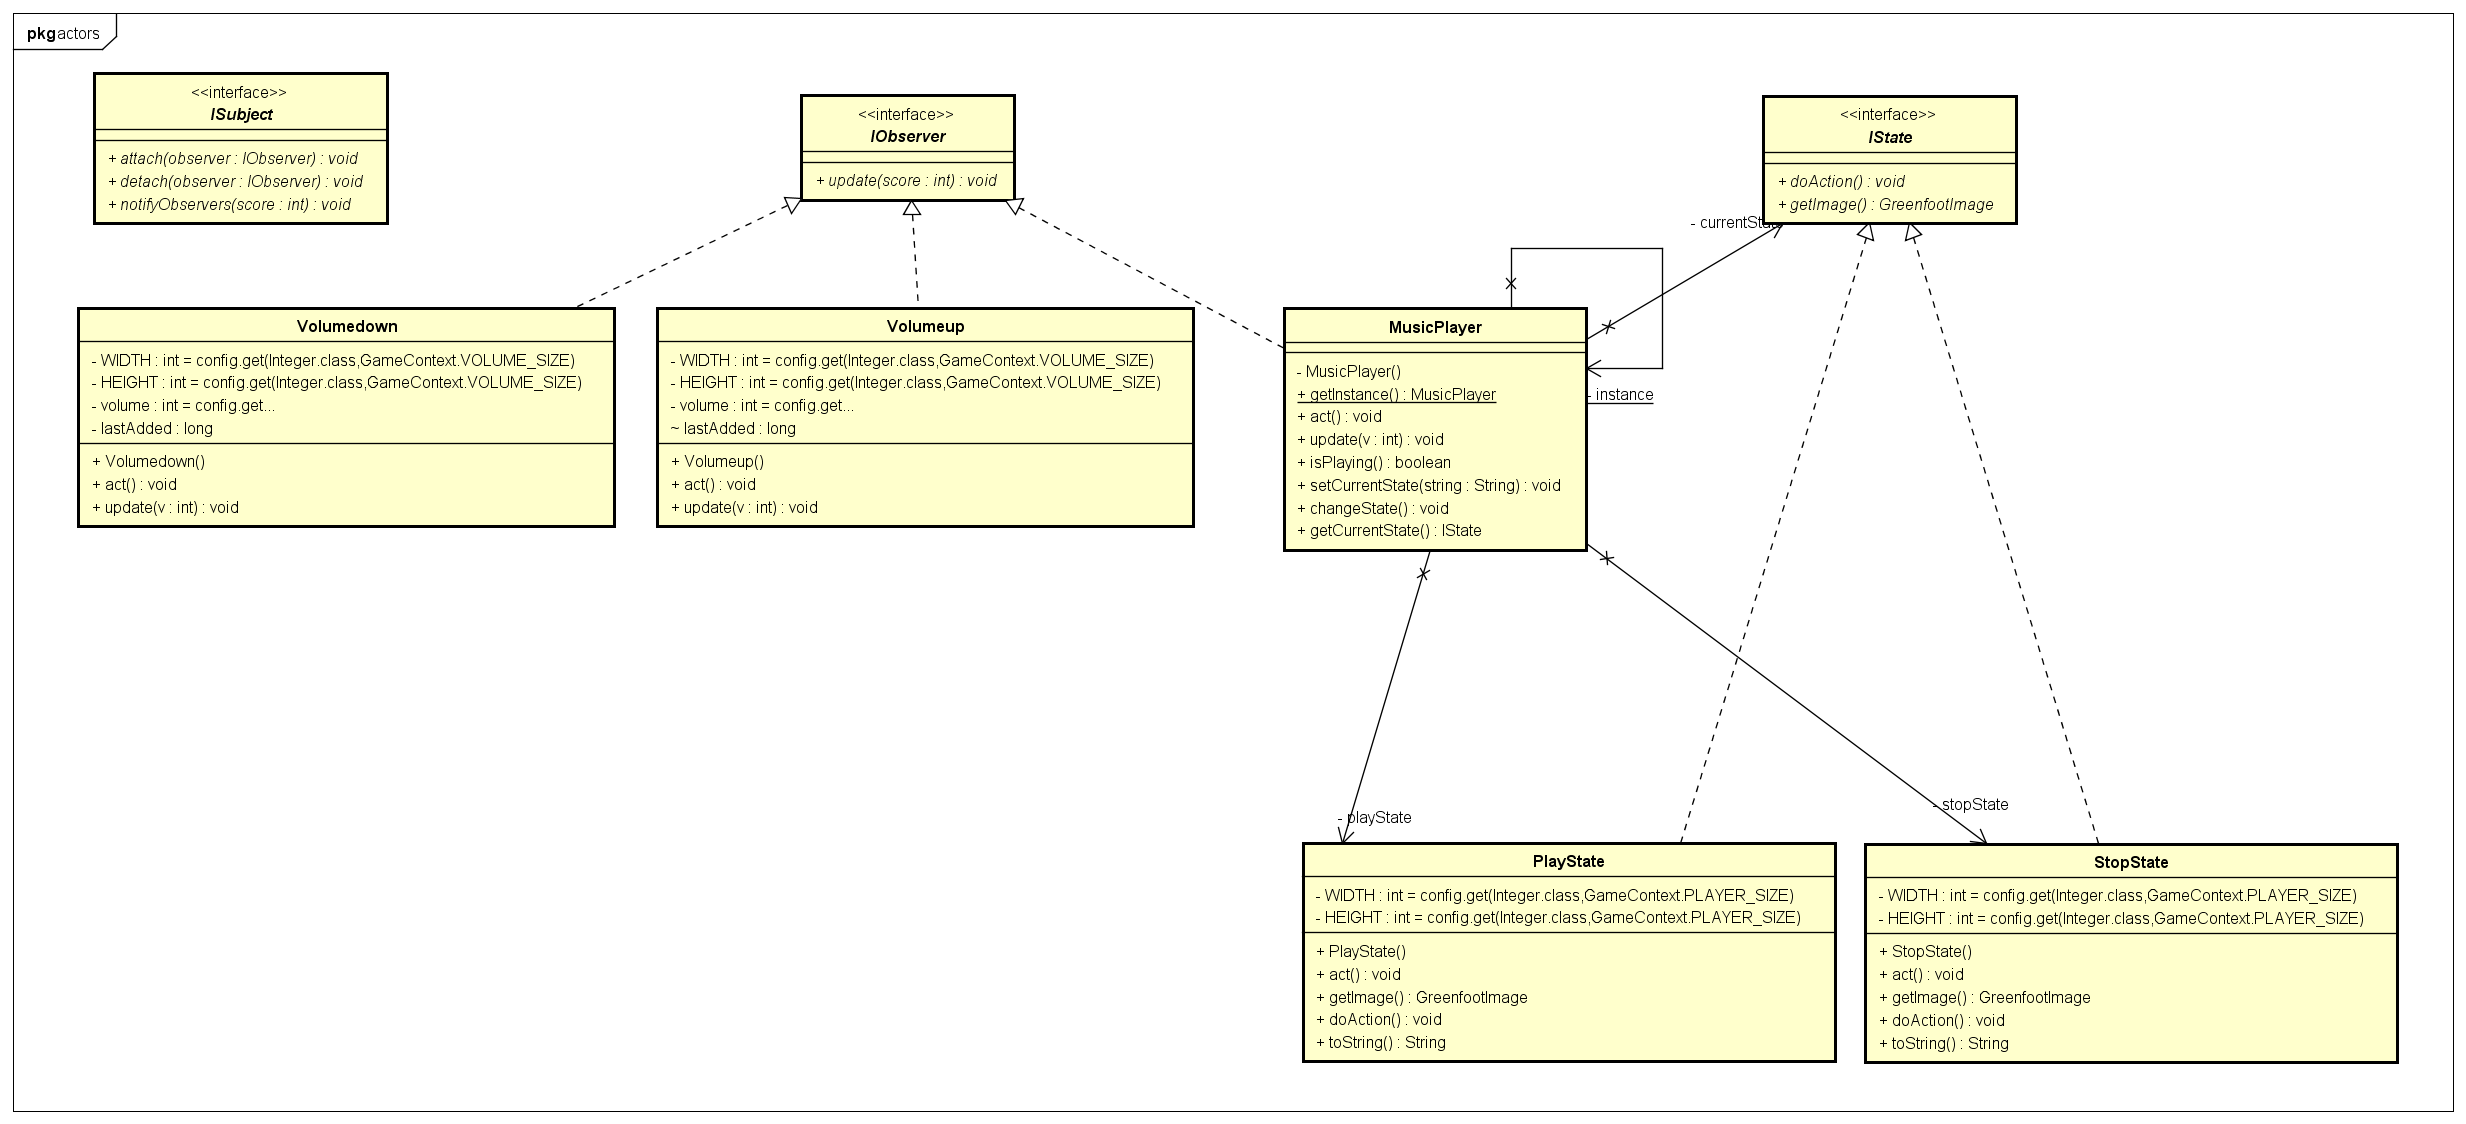 pkg actors
<<interface>>
ISubject
+ attach(observer : IObserver) : void
+ detach(observer : IObserver) : void
+ notifyObservers(score : int) : void
<<interface>>
IObserver
+ update(score : int) : void
<<interface>>
IState
+ doAction() : void
+ getImage() : GreenfootImage
- currentSta
Volumedown
- WIDTH : int = config.get(Integer.class,GameContext.VOLUME_SIZE)
- HEIGHT : int = config.get(Integer.class,GameContext.VOLUME_SIZE)
- volume : int = config.get...
- lastAdded : long
+ Volumedown()
+ act() : void
+ update(v : int) : void
Volumeup
- WIDTH : int = config.get(Integer.class,GameContext.VOLUME_SIZE)
- HEIGHT : int = config.get(Integer.class,GameContext.VOLUME_SIZE)
- volume : int = config.get...
~ lastAdded : long
+ Volumeup()
+ act() : void
+ update(v : int) : void
MusicPlayer
- MusicPlayer()
+ getInstance() : MusicPlayer
+ act() : void
+ update(v : int) : void
+ isPlaying() : boolean
+ setCurrentState(string : String) : void
+ changeState() : void
+ getCurrentState() : IState
- instance
- playState
- stopState
PlayState
- WIDTH : int = config.get(Integer.class,GameContext.PLAYER_SIZE)
- HEIGHT : int = config.get(Integer.class,GameContext.PLAYER_SIZE)
+ PlayState()
+ act() : void
+ getImage() : GreenfootImage
+ doAction() : void
+ toString() : String
StopState
- WIDTH : int = config.get(Integer.class,GameContext.PLAYER_SIZE)
- HEIGHT : int = config.get(Integer.class,GameContext.PLAYER_SIZE)
+ StopState()
+ act() : void
+ getImage() : GreenfootImage
+ doAction() : void
+ toString() : String